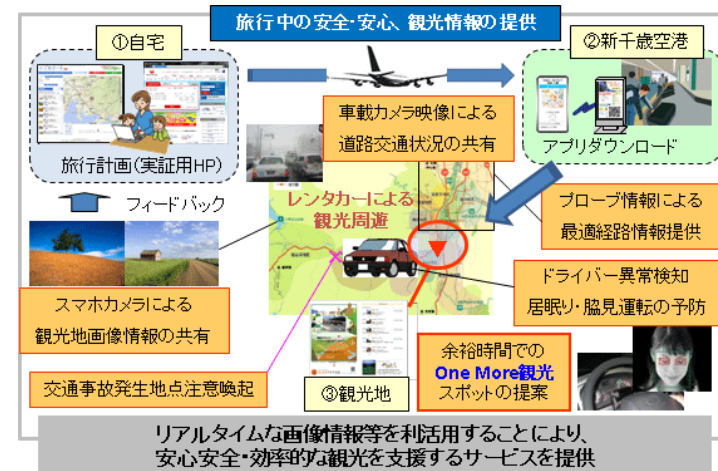 旅行中の安全・安心、観光情報の提供
①自宅
②新千歳空港
旅行計画(実証用HP)
アプリダウンロード
車載カメラ映像による
道路交通状況の共有
フィードバック
レンタカーによる
観光周遊
プローブ情報による
最適経路情報提供
スマホカメラによる
観光地画像情報の共有
ドライバー異常検知
居眠り・脇見運転の予防
交通事故発生地点注意喚起
③観光地
余裕時間での
One More観光
スポットの提案
リアルタイムな画像情報等を利活用することにより、
安心安全・効率的な観光を支援するサービスを提供